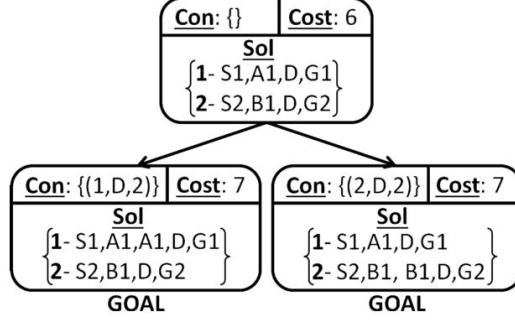 Con: {} Cost: 6
Sol
1- S1,A1,D,G1
2- S2,B1,D,G2
Con: {(1,D,2)} Cost: 7
Sol
1- S1,A1,A1,D,G1
2- S2,B1,D,G2
GOAL
Con: {(2,D,2)} Cost: 7
Sol
1- S1,A1,D,G1
2- S2,B1, B1,D,G2
GOAL